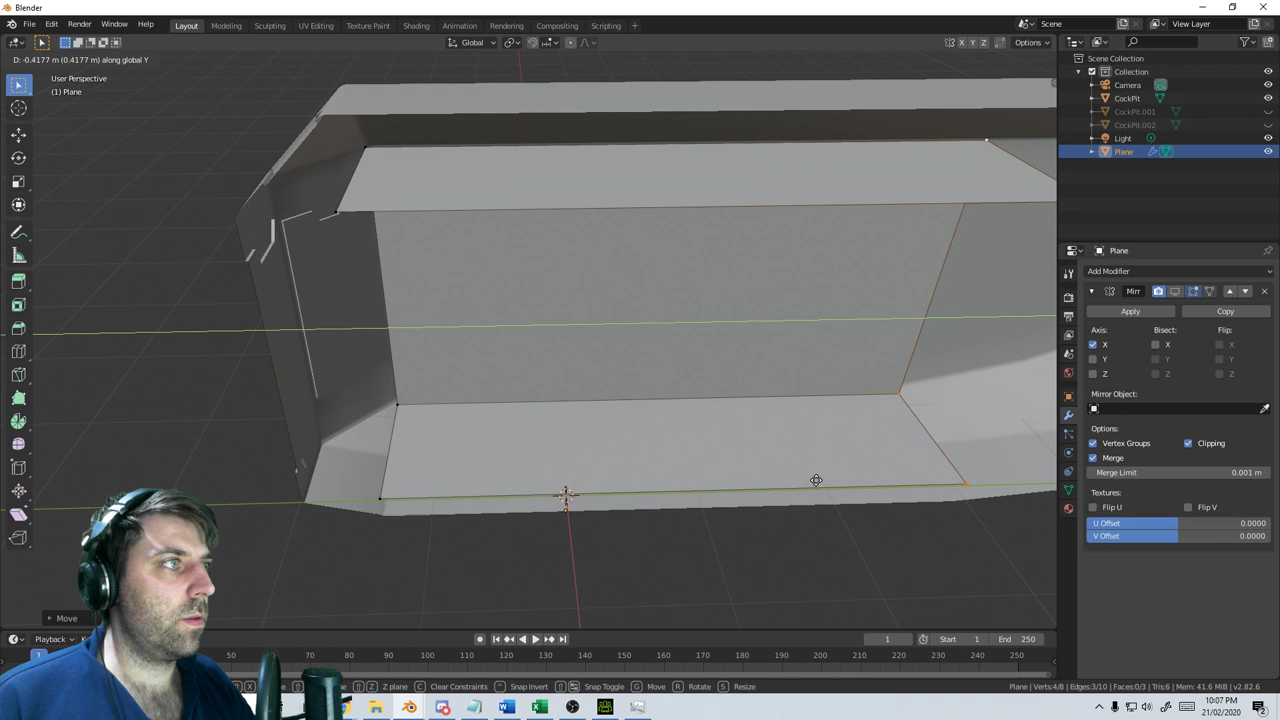 Blender
File Edit Render Window Help Layout Modeling Sculpting UV Editing Texture Paint Shading Animation Rendering Compositing Scripting + Scene View Layer
Global X Y Z Options
D: -0.4177 m (0.4177 m) along global Y
User Perspective
(1) Plane
Scene Collection
Collection
Camera
CockPit
CockPit.001
CockPit.002
Light
Plane
Plane
Add Modifier
Mirr
Apply Copy
Axis: Bisect: Flip:
X X X
Y Y Y
Z Z Z
Mirror Object:
Options:
Vertex Groups Clipping
Merge
Merge Limit 0.001 m
Textures:
Flip U Flip V
U Offset 0.0000
V Offset 0.0000
Move
Playback 1 Start 1 End 250
1 50 60 70 80 90 100 110 120 130 140 150 160 170 180 190 200 210 220 230 240 250
X Z Z plane C Clear Constraints Snap Invert Snap Toggle G Move R Rotate S Resize Plane | Verts:4/8 | Edges:3/10 | Faces:0/3 | Tris:6 | Mem: 41.6 MiB | v2.82.6
10:07 PM
21/02/2020
2